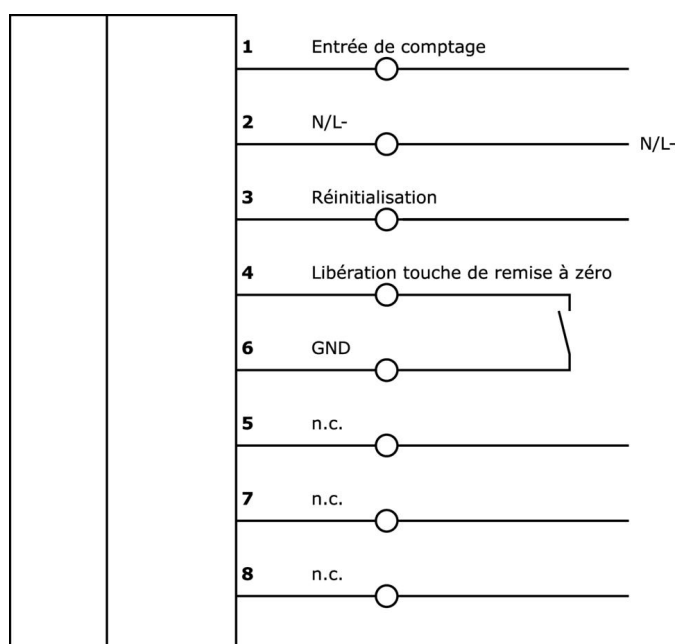 1 Entrée de comptage
2 N/L-
N/L-
3 Réinitialisation
4 Libération touche de remise à zéro
6 GND
5 n.c.
7 n.c.
8 n.c.